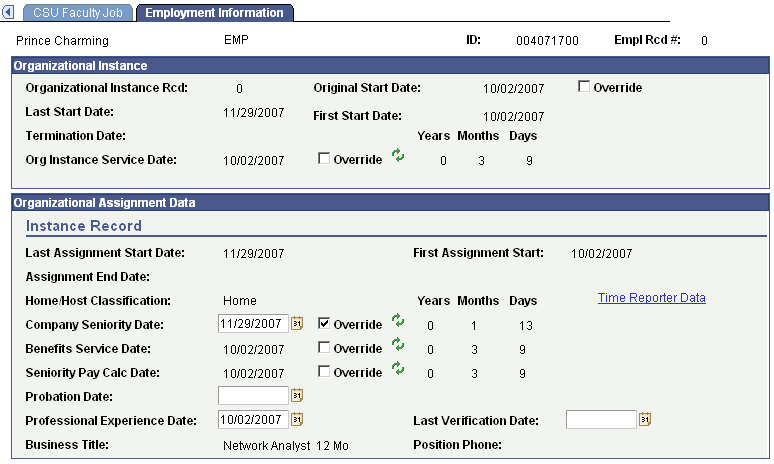 CSU Faculty Job Employment Information
Prince Charming EMP ID: 004071700 Empl Rcd #: 0
Organizational Instance
Organizational Instance Rcd: 0 Original Start Date: 10/02/2007 Override
Last Start Date: 11/29/2007 First Start Date: 10/02/2007
Termination Date: Years Months Days
Org Instance Service Date: 10/02/2007 Override 0 3 9
Organizational Assignment Data
Instance Record
Last Assignment Start Date: 11/29/2007 First Assignment Start: 10/02/2007
Assignment End Date:
Home/Host Classification: Home Years Months Days Time Reporter Data
Company Seniority Date: 11/29/2007 31 Override 0 1 13
Benefits Service Date: 10/02/2007 Override 0 3 9
Seniority Pay Calc Date: 10/02/2007 Override 0 3 9
Probation Date: 31
Professional Experience Date: 10/02/2007 31 Last Verification Date: 31
Business Title: Network Analyst 12 Mo Position Phone: